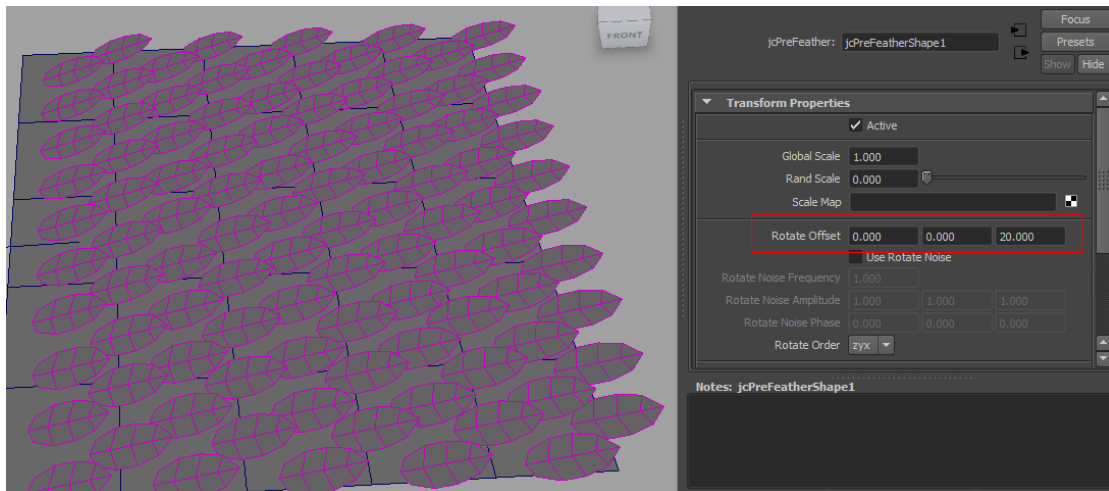 FRONT
jcPreFeather: jcPreFeatherShape1
Focus
Presets
Show Hide
Transform Properties
Active
Global Scale 1.000
Rand Scale 0.000
Scale Map
Rotate Offset 0.000 0.000 20.000
Use Rotate Noise
Rotate Noise Frequency 1.000
Rotate Noise Amplitude 1.000 1.000 1.000
Rotate Noise Phase 0.000 0.000 0.000
Rotate Order zyx
Notes: jcPreFeatherShape1